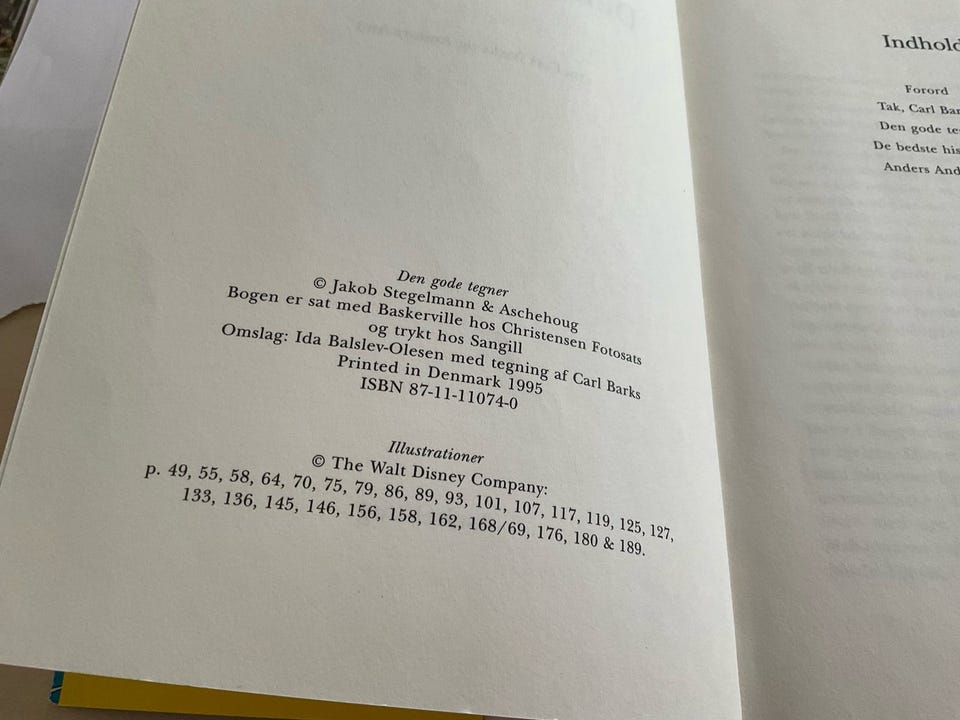 Den gode tegner
© Jakob Stegelmann & Aschehoug
Bogen er sat med Baskerville hos Christensen Fotosats
og trykt hos Sangill
Omslag: Ida Balslev-Olesen med tegning af Carl Barks
Printed in Denmark 1995
ISBN 87-11-11074-0
Illustrationer
© The Walt Disney Company:
p. 49, 55, 58, 64, 70, 75, 79, 86, 89, 93, 101, 107, 117, 119, 125, 127,
133, 136, 145, 146, 156, 158, 162, 168/69, 176, 180 & 189.
Indhold
Forord
Tak, Carl Bar
Den gode te
De bedste his
Anders And